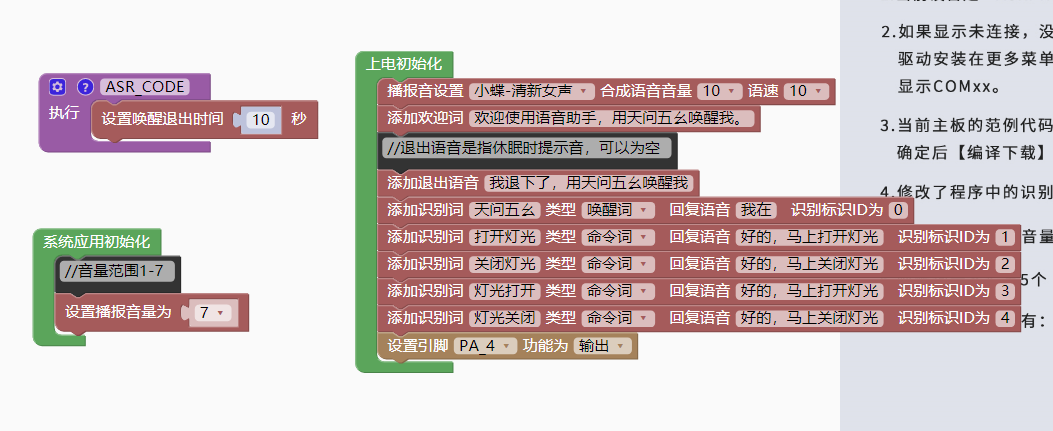 ASR_CODE
执行
设置唤醒退出时间 10 秒
系统应用初始化
//音量范围1-7
设置播报音量为 7
上电初始化
播报音设置 小蝶-清新女声 合成语音音量 10 语速 10
添加欢迎词 欢迎使用语音助手，用天问五幺唤醒我。
//退出语音是指休眠时提示音，可以为空
添加退出语音 我退下了，用天问五幺唤醒我
添加识别词 天问五幺 类型 唤醒词 回复语音 我在 识别标识ID为 0
添加识别词 打开灯光 类型 命令词 回复语音 好的，马上打开灯光 识别标识ID为 1
添加识别词 关闭灯光 类型 命令词 回复语音 好的，马上关闭灯光 识别标识ID为 2
添加识别词 灯光打开 类型 命令词 回复语音 好的，马上打开灯光 识别标识ID为 3
添加识别词 灯光关闭 类型 命令词 回复语音 好的，马上关闭灯光 识别标识ID为 4
设置引脚 PA_4 功能为 输出
2.如果显示未连接，没
驱动安装在更多菜单
显示COMxx。
3.当前主板的范例代码
确定后【编译下载】
4.修改了程序中的识别
音量
5个
有：